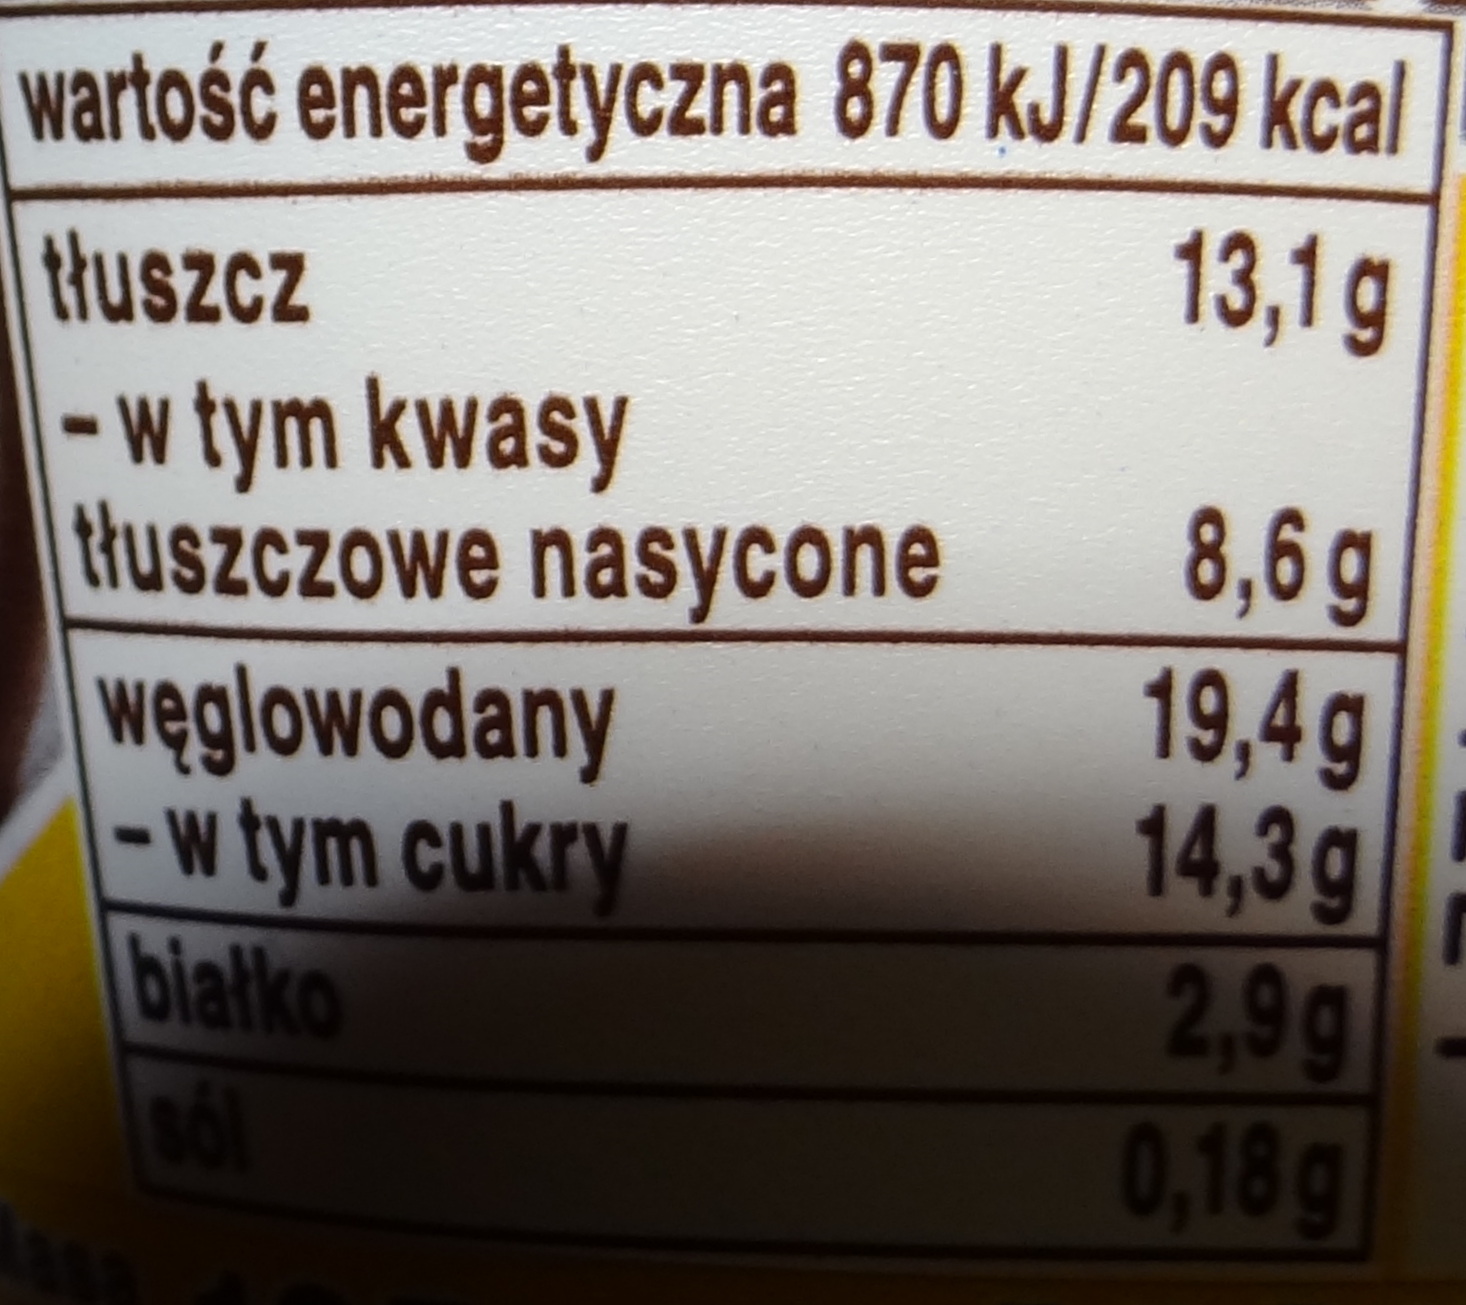 wartość energetyczna 870 kJ/209 kcal
tłuszcz 13,1 g
- w tym kwasy
tłuszczowe nasycone 8,6 g
węglowodany 19,4 g
- w tym cukry 14,3 g
białko 2,9 g
sól 0,18 g